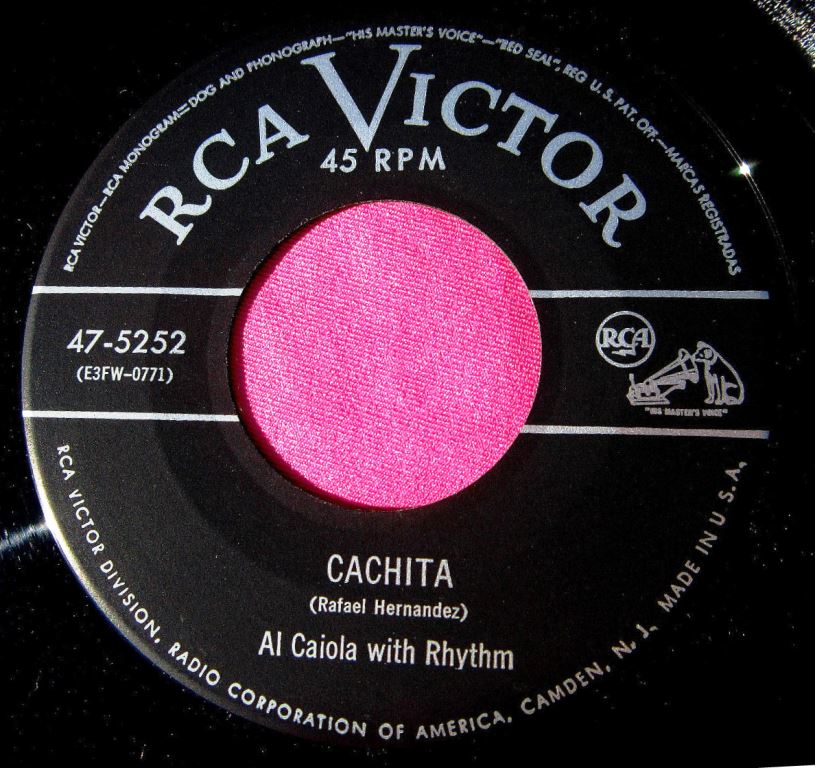 RCA VICTOR—RCA MONOGRAM—DOG AND PHONOGRAPH—"HIS MASTER'S VOICE"—"RED SEAL", REG U. S. PAT. OFF.—MARCAS REGISTRADAS
RCA VICTOR
45 RPM
47-5252
(E3FW-0771)
RCA
"HIS MASTER'S VOICE"
CACHITA
(Rafael Hernandez)
Al Caiola with Rhythm
RCA VICTOR DIVISION, RADIO CORPORATION OF AMERICA, CAMDEN, N. J. MADE IN U. S. A.